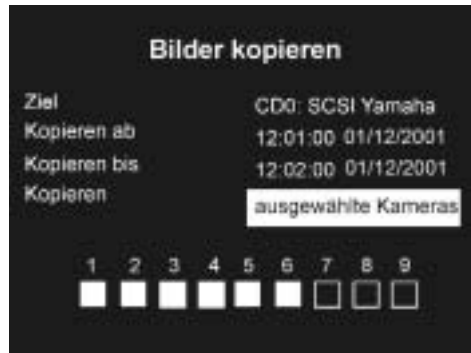 Bilder kopieren
Ziel CD0: SCSI Yamaha
Kopieren ab 12:01:00 01/12/2001
Kopieren bis 12:02:00 01/12/2001
Kopieren ausgewählte Kameras
1 2 3 4 5 6 7 8 9